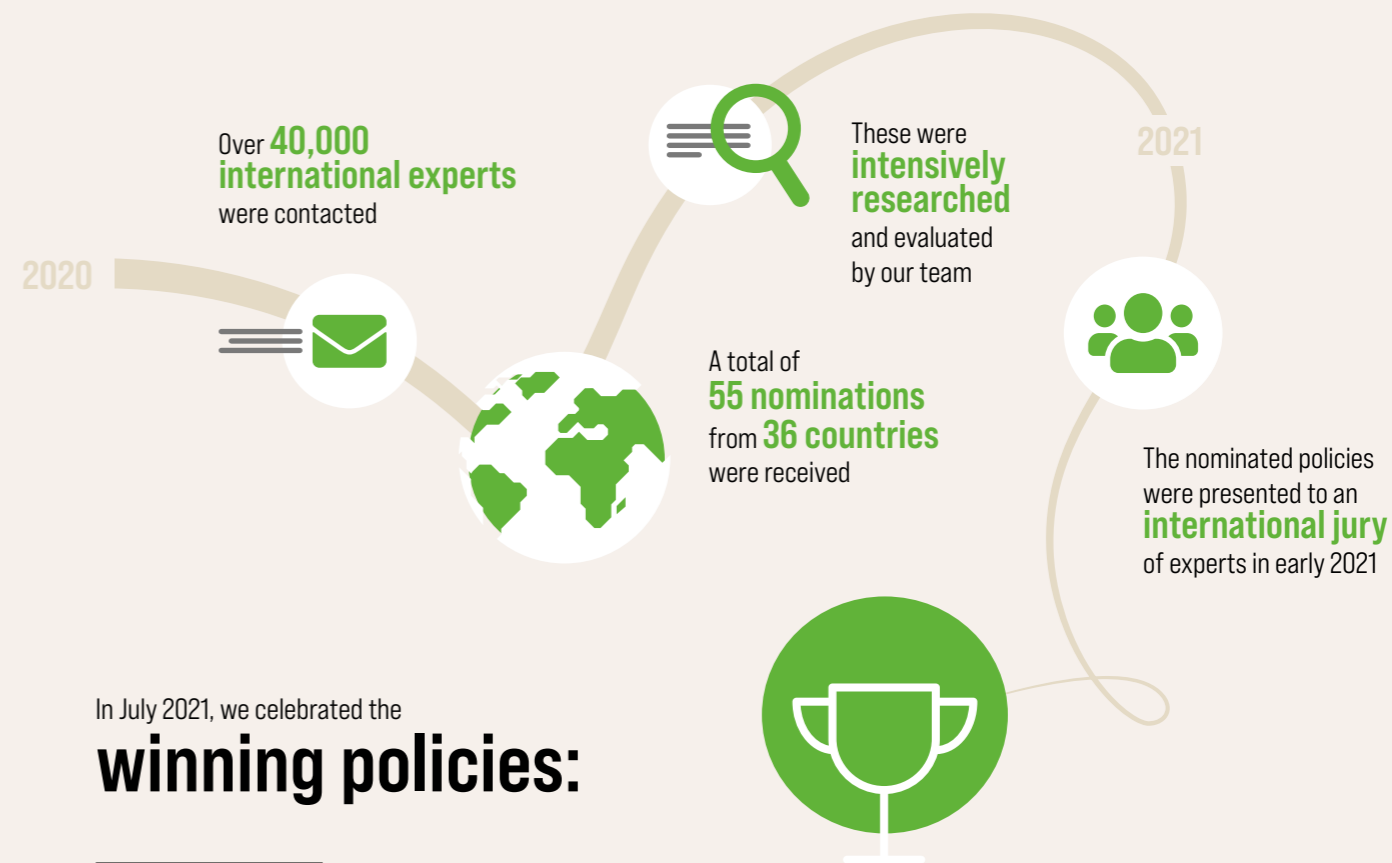 2020
Over 40,000
international experts
were contacted
A total of
55 nominations
from 36 countries
were received
These were
intensively
researched
and evaluated
by our team
2021
The nominated policies
were presented to an
international jury
of experts in early 2021
In July 2021, we celebrated the
winning policies: